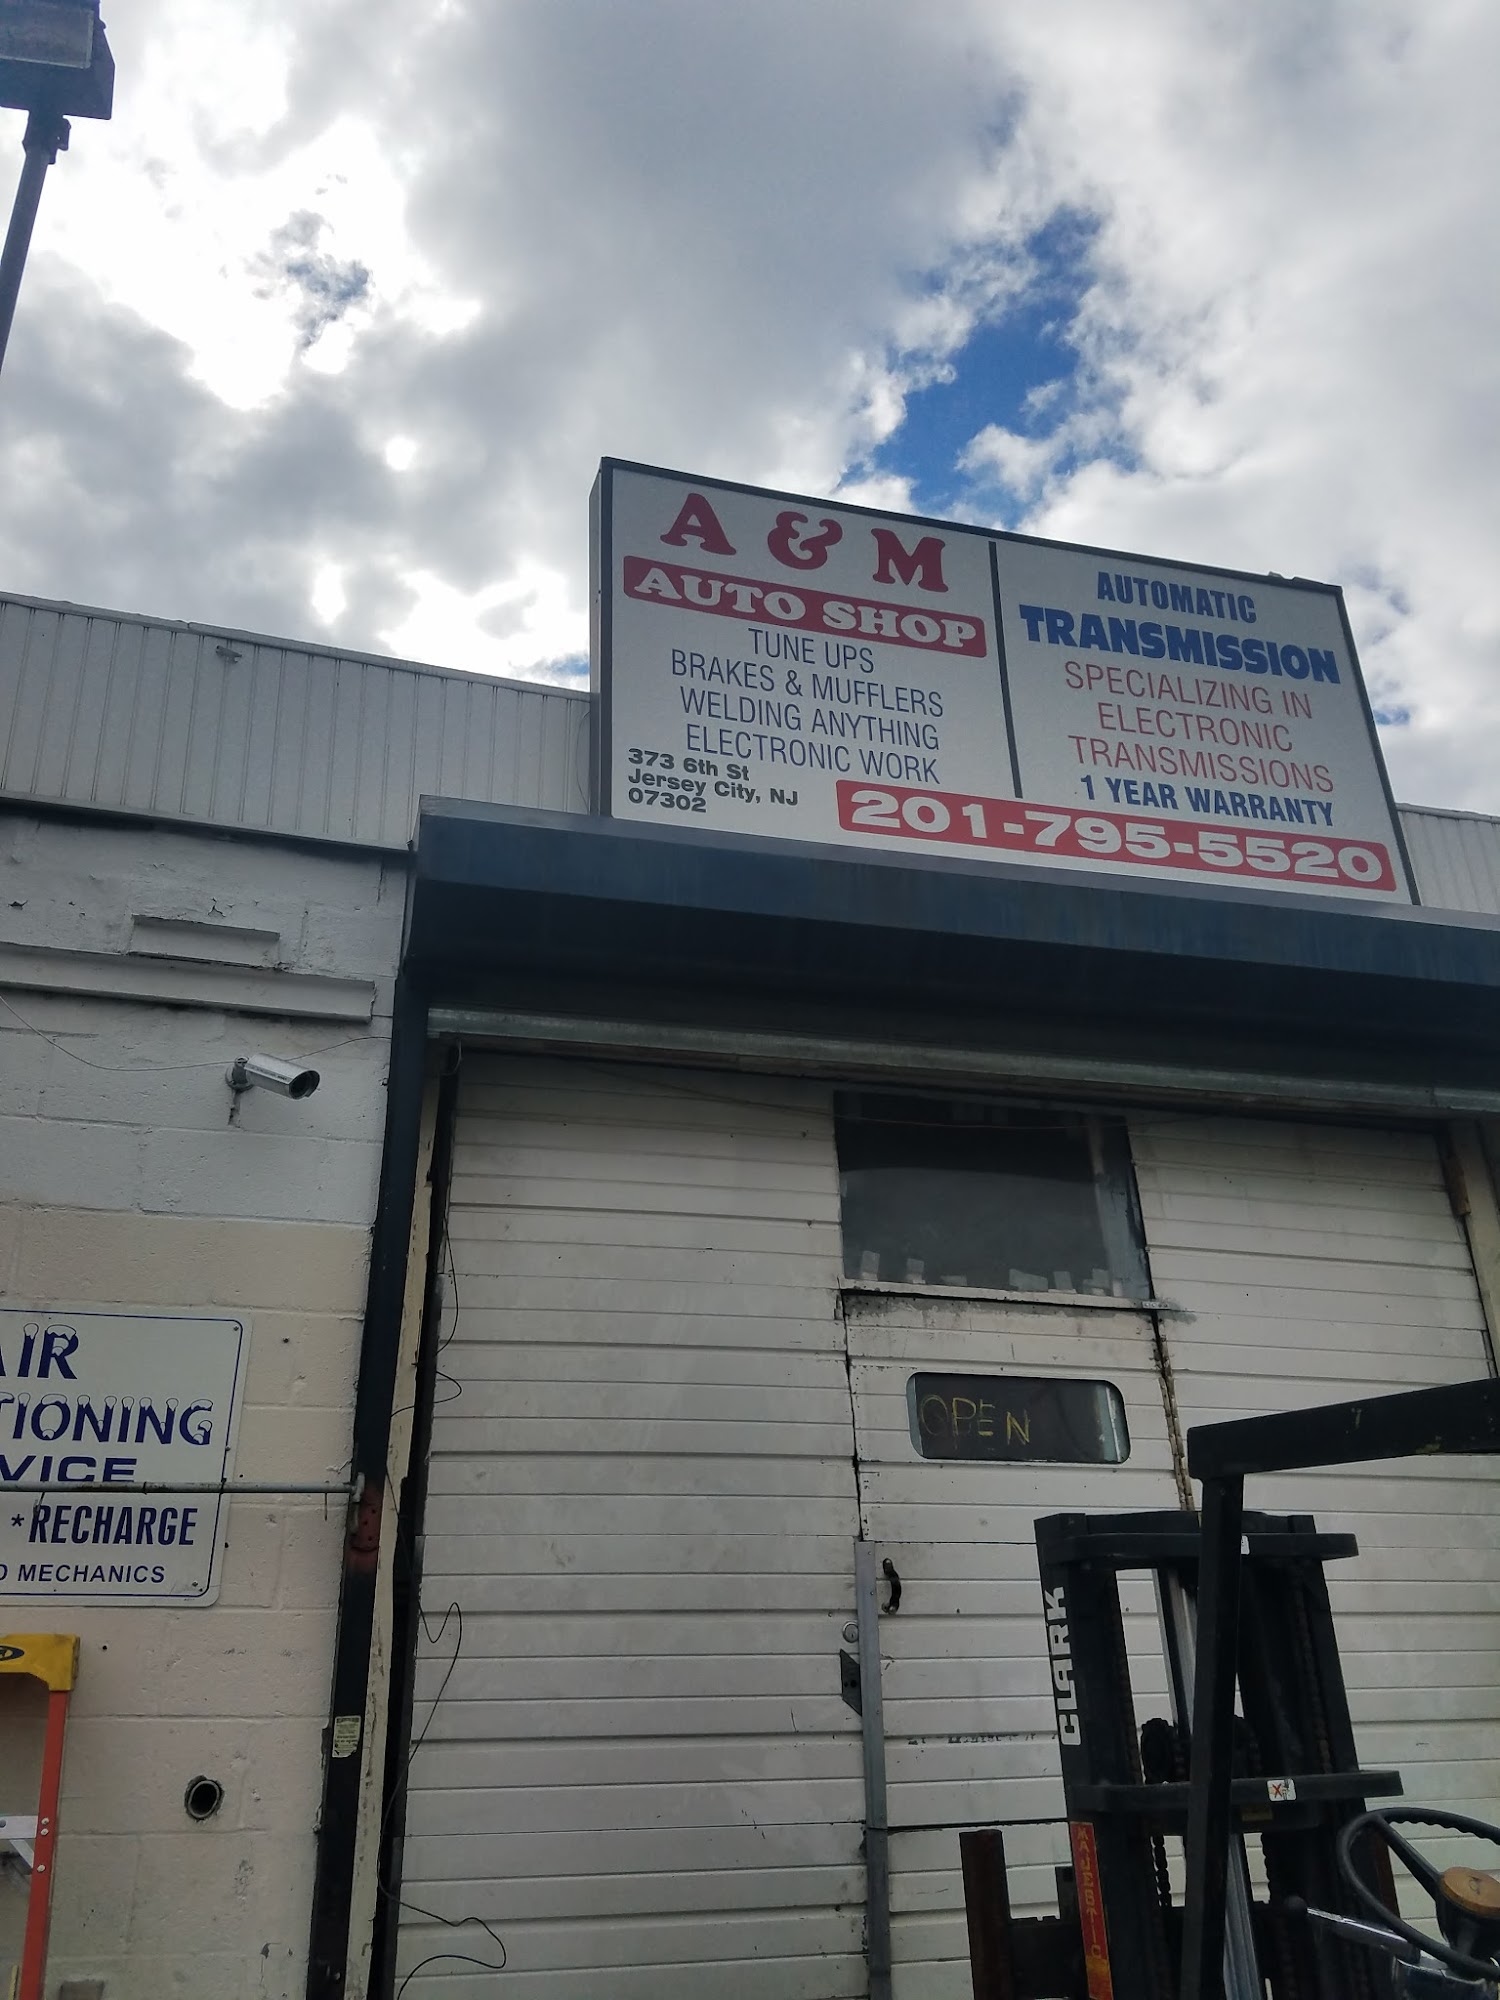 A & M
AUTO SHOP
TUNE UPS
BRAKES & MUFFLERS
WELDING ANYTHING
ELECTRONIC WORK
373 6th St
Jersey City, NJ
07302
AUTOMATIC
TRANSMISSION
SPECIALIZING IN
ELECTRONIC
TRANSMISSIONS
1 YEAR WARRANTY
201-795-5520
AIR
TIONING
VICE
*RECHARGE
D MECHANICS
OPEN
CLARK
MAJESTIC